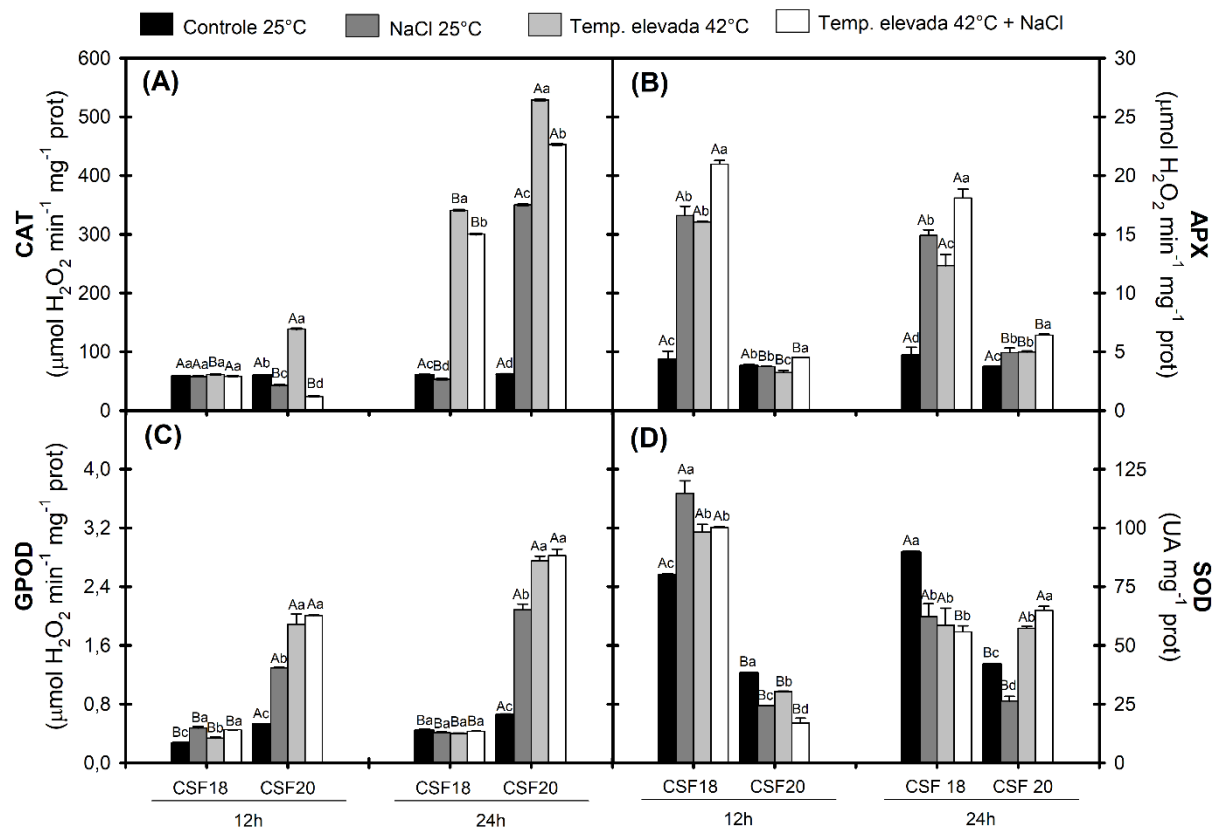 Controle 25°C NaCl 25°C Temp. elevada 42°C Temp. elevada 42°C + NaCl
(A)
CAT
(µmol H₂O₂ min⁻¹ mg⁻¹ prot)
600
500
400
300
200
100
0
Aa Aa Ba Aa Ab Bc Aa Bd
Ac Bd Ba Bb Ad Ac Aa Ab
(B)
30
25
20
15
10
5
0
APX
(µmol H₂O₂ min⁻¹ mg⁻¹ prot)
Ac Ab Ab Aa Ab Bb Bc Ba
Ad Ab Ac Aa Ac Bb Bb Ba
(C)
GPOD
(µmol H₂O₂ min⁻¹ mg⁻¹ prot)
4,0
3,2
2,4
1,6
0,8
0,0
Bc Ba Bb Ba Ac Ab Aa Aa
Ba Ba Ba Ba Ac Ab Aa Aa
CSF18 CSF20 CSF18 CSF20
12h 24h
(D)
125
100
75
50
25
0
SOD
(UA mg⁻¹ prot)
Ac Aa Ab Ab Ba Bc Bb Bd
Aa Ab Ab Bb Bc Bd Ab Aa
CSF18 CSF20 CSF 18 CSF 20
12h 24h